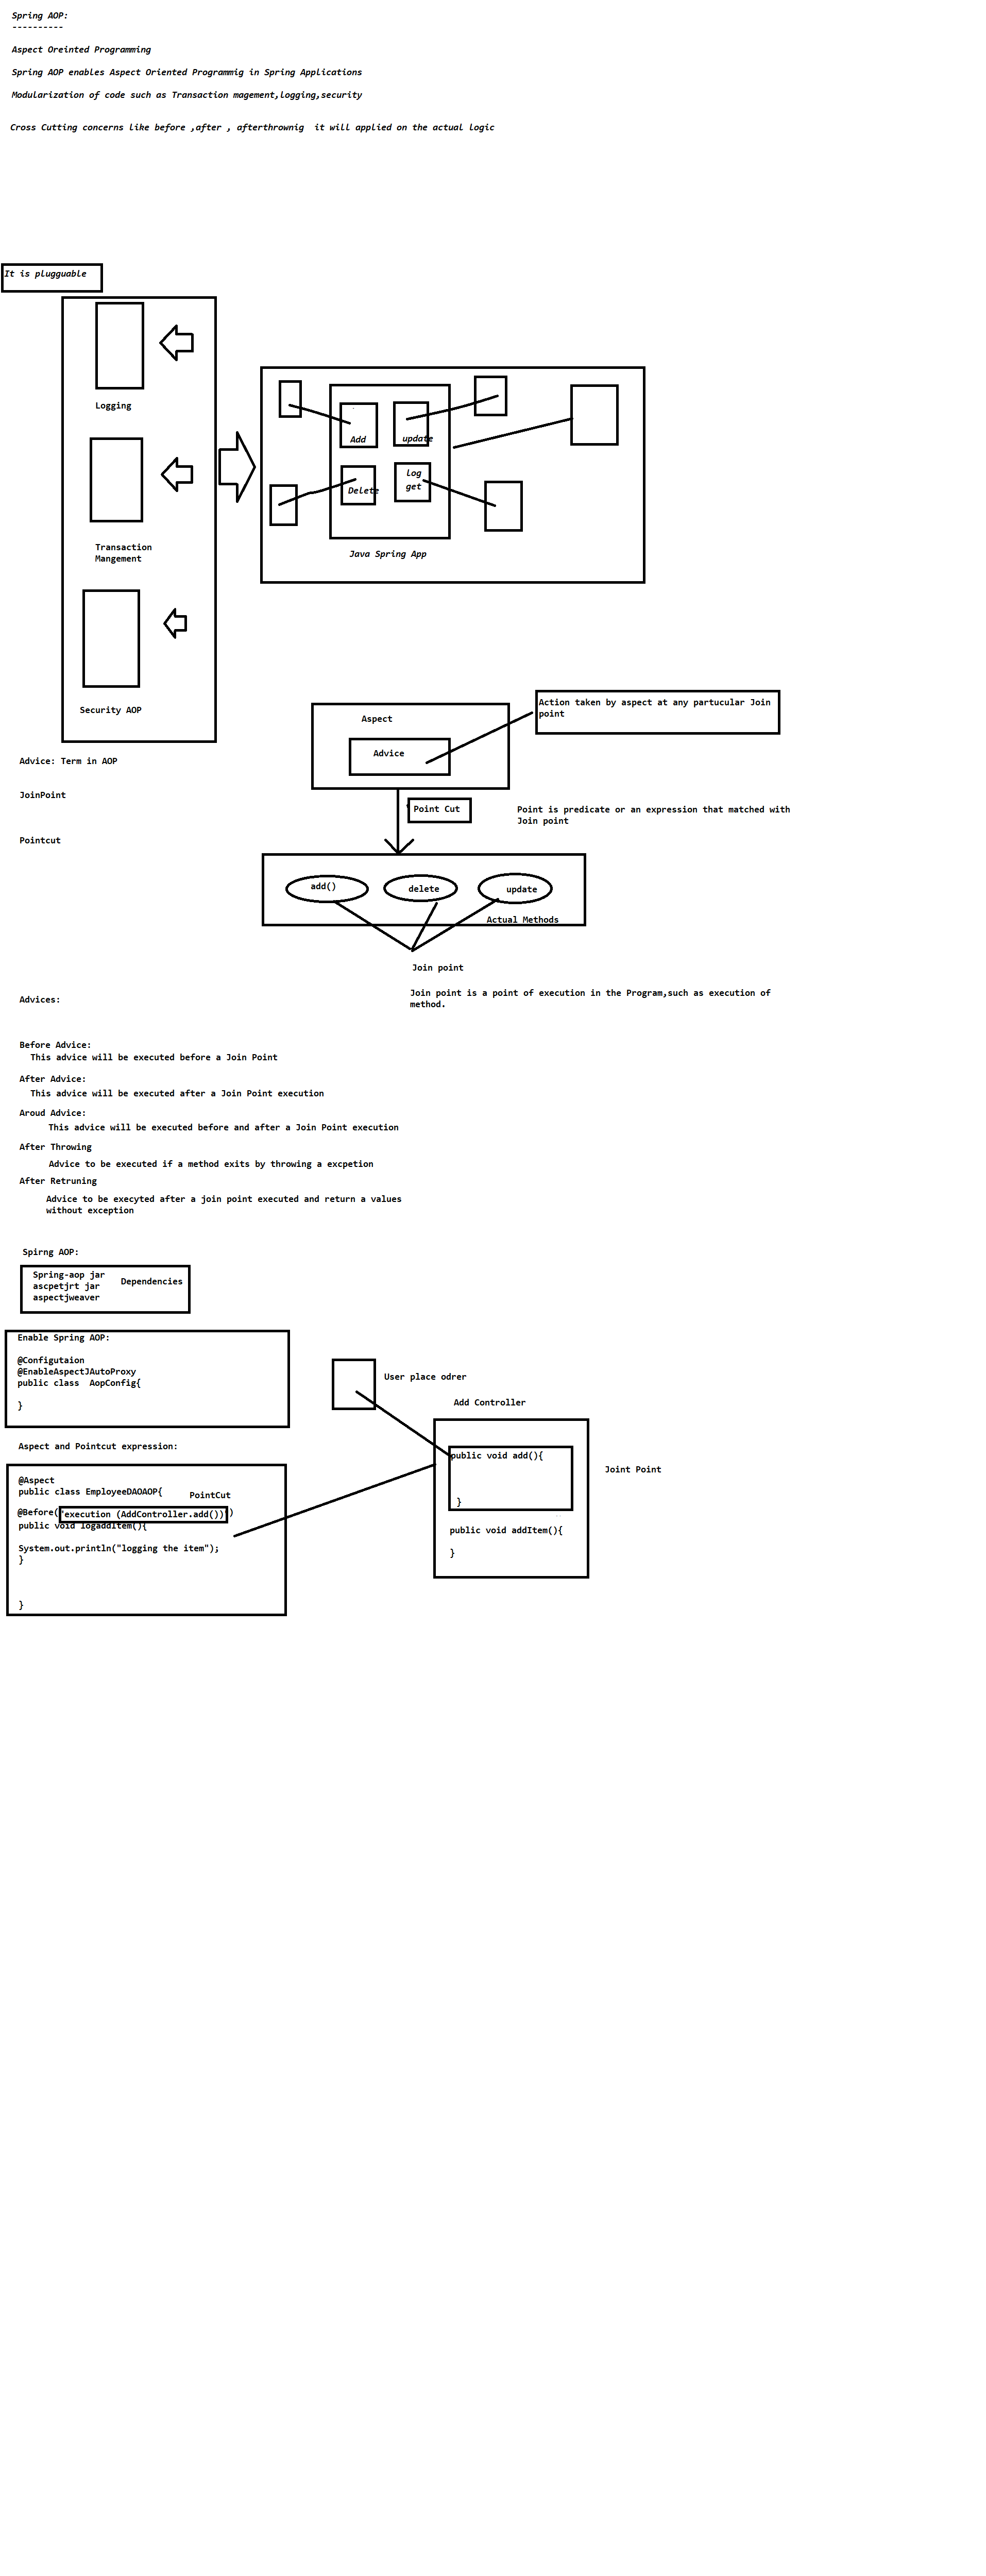 Spring AOP:
----------
Aspect Oreinted Programming
Spring AOP enables Aspect Oriented Programmig in Spring Applications
Modularization of code such as Transaction magement,logging,security
Cross Cutting concerns like before ,after , afterthrownig  it will applied on the actual logic
It is plugguable
Logging
Transaction
Mangement
Security AOP
Add
update
Delete
log
get
Java Spring App
Aspect
Advice
Action taken by aspect at any partucular Join
point
Point Cut
Point is predicate or an expression that matched with
Join point
Advice: Term in AOP
JoinPoint
Pointcut
add()
delete
update
Actual Methods
Join point
Join point is a point of execution in the Program,such as execution of
method.
Advices:
Before Advice:
This advice will be executed before a Join Point
After Advice:
This advice will be executed after a Join Point execution
Aroud Advice:
This advice will be executed before and after a Join Point execution
After Throwing
Advice to be executed if a method exits by throwing a excpetion
After Retruning
Advice to be execyted after a join point executed and return a values
without exception
Spirng AOP:
Spring-aop jar
ascpetjrt jar
aspectjweaver
Dependencies
Enable Spring AOP:
@Configutaion
@EnableAspectJAutoProxy
public class  AopConfig{
}
Aspect and Pointcut expression:
@Aspect
public class EmployeeDAOAOP{
PointCut
@Before("execution (AddController.add())")
public void logaddItem(){
System.out.println("logging the item");
}
}
User place odrer
Add Controller
public void add(){
}
Joint Point
public void addItem(){
}